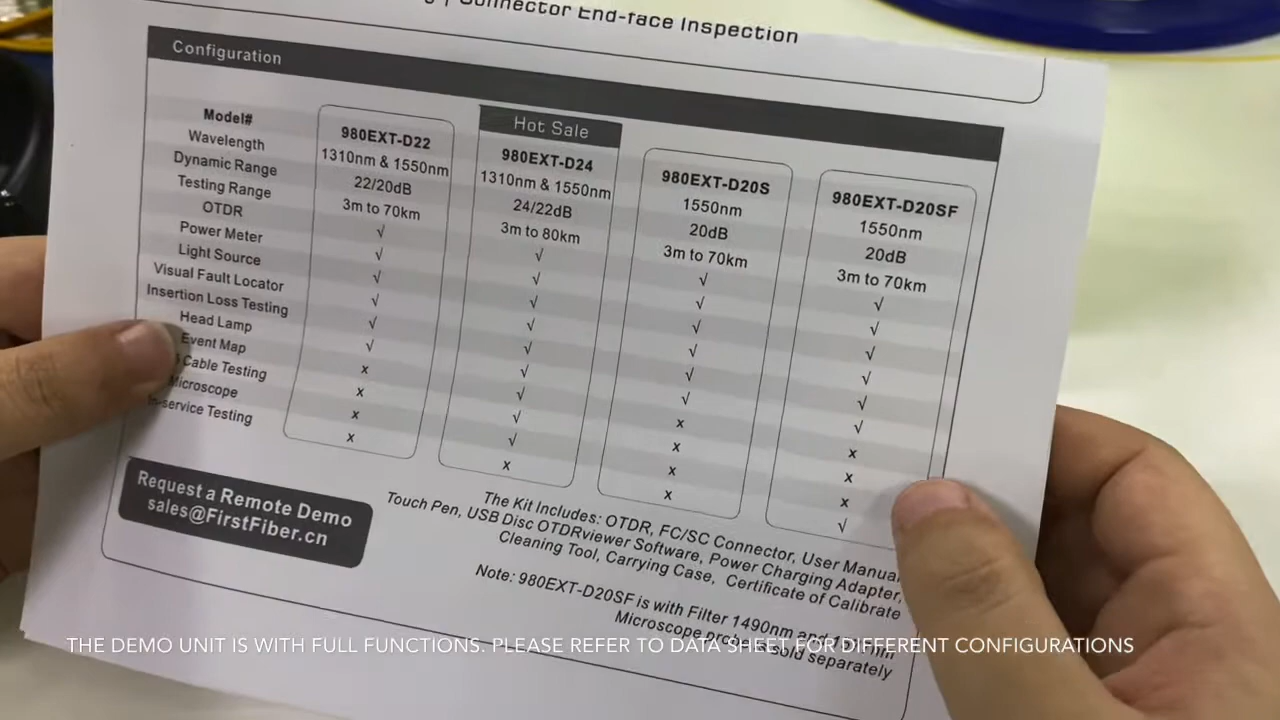 Connector End-face Inspection
Configuration
Hot Sale
Model# 980EXT-D22 980EXT-D24 980EXT-D20S 980EXT-D20SF
Wavelength 1310nm & 1550nm 1310nm & 1550nm 1550nm 1550nm
Dynamic Range 22/20dB 24/22dB 20dB 20dB
Testing Range 3m to 70km 3m to 80km 3m to 70km 3m to 70km
OTDR √ √ √ √
Power Meter √ √ √ √
Light Source √ √ √ √
Visual Fault Locator √ √ √ √
Insertion Loss Testing √ √ √ √
Head Lamp √ √ √ √
Event Map x √ x x
Cable Testing x √ x x
Microscope x √ x x
In-service Testing x x x √
Request a Remote Demo
sales@FirstFiber.cn
The Kit Includes: OTDR, FC/SC Connector, User Manual,
Touch Pen, USB Disc OTDRviewer Software, Power Charging Adapter,
Cleaning Tool, Carrying Case, Certificate of Calibrate
Note: 980EXT-D20SF is with Filter 1490nm and
Microscope probe is sold separately
THE DEMO UNIT IS WITH FULL FUNCTIONS. PLEASE REFER TO DATA SHEET FOR DIFFERENT CONFIGURATIONS